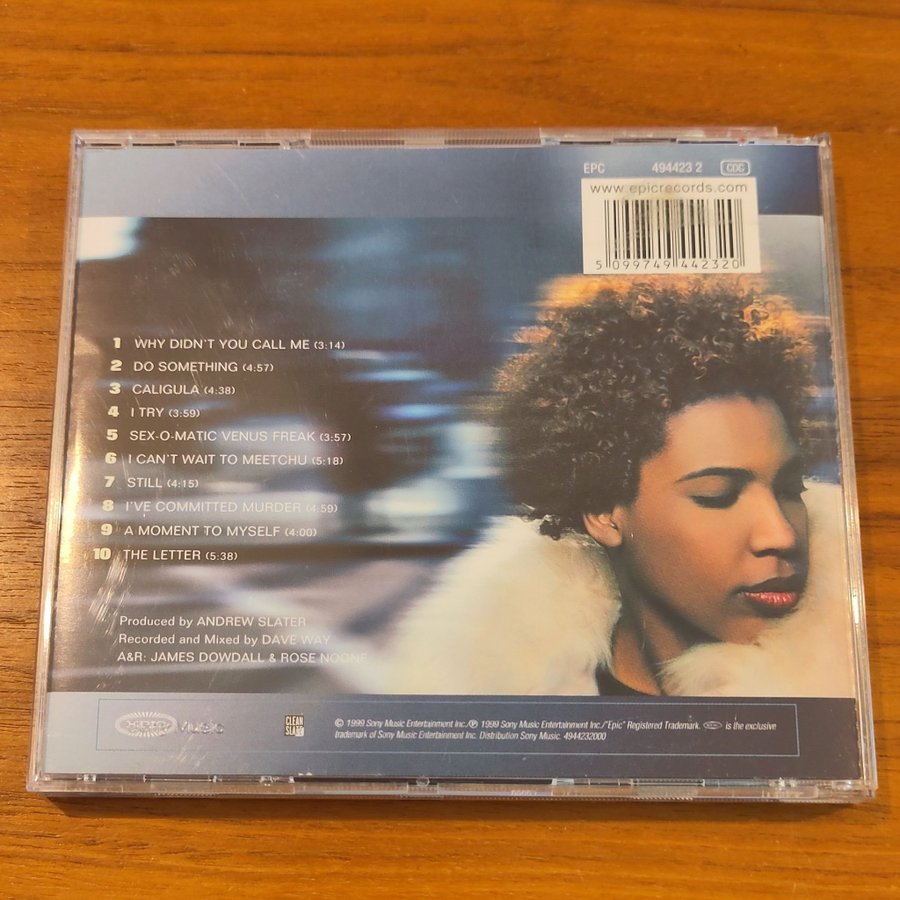 EPC 494423 2 CDC
www.epicrecords.com
5 099749 442320
1 WHY DIDN'T YOU CALL ME (3:14)
2 DO SOMETHING (4:57)
3 CALIGULA (4:38)
4 I TRY (3:59)
5 SEX-O-MATIC VENUS FREAK (3:57)
6 I CAN'T WAIT TO MEETCHU (5:18)
7 STILL (4:15)
8 I'VE COMMITTED MURDER (4:59)
9 A MOMENT TO MYSELF (4:00)
10 THE LETTER (5:38)
Produced by ANDREW SLATER
Recorded and Mixed by DAVE WAY
A&R: JAMES DOWDALL & ROSE NOONE
epic Music
CLEAN
SLATE
© 1999 Sony Music Entertainment Inc./℗ 1999 Sony Music Entertainment Inc./"Epic" Registered Trademark. epic is the exclusive
trademark of Sony Music Entertainment Inc. Distribution Sony Music. 4944232000